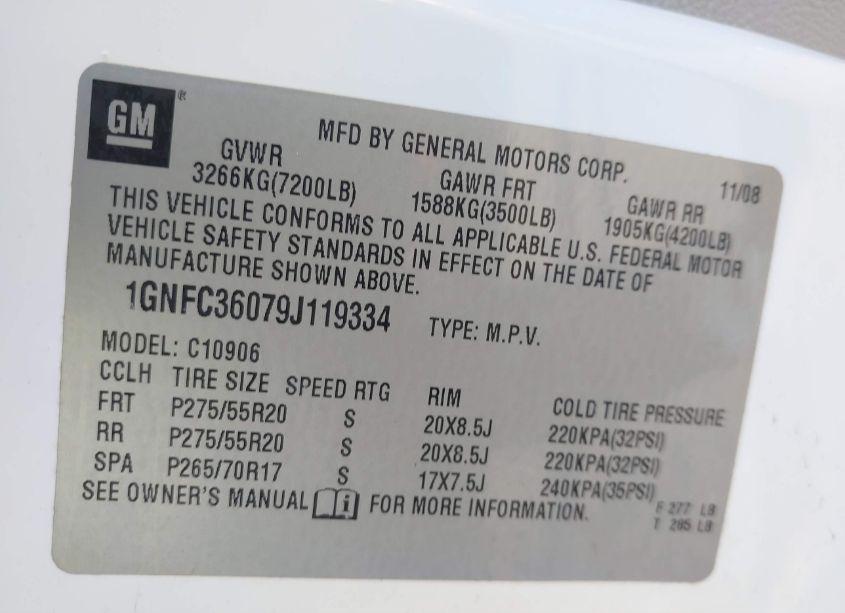 GM ®
MFD BY GENERAL MOTORS CORP. 11/08
GVWR GAWR FRT GAWR RR
3266KG(7200LB) 1588KG(3500LB) 1905KG(4200LB)
THIS VEHICLE CONFORMS TO ALL APPLICABLE U.S. FEDERAL MOTOR
VEHICLE SAFETY STANDARDS IN EFFECT ON THE DATE OF
MANUFACTURE SHOWN ABOVE.
1GNFC36079J119334 TYPE: M.P.V.
MODEL: C10906
CCLH TIRE SIZE SPEED RTG RIM COLD TIRE PRESSURE
FRT P275/55R20 S 20X8.5J 220KPA(32PSI)
RR P275/55R20 S 20X8.5J 220KPA(32PSI)
SPA P265/70R17 S 17X7.5J 240KPA(35PSI)
SEE OWNER'S MANUAL i FOR MORE INFORMATION.
F 277 LB
T 285 LB